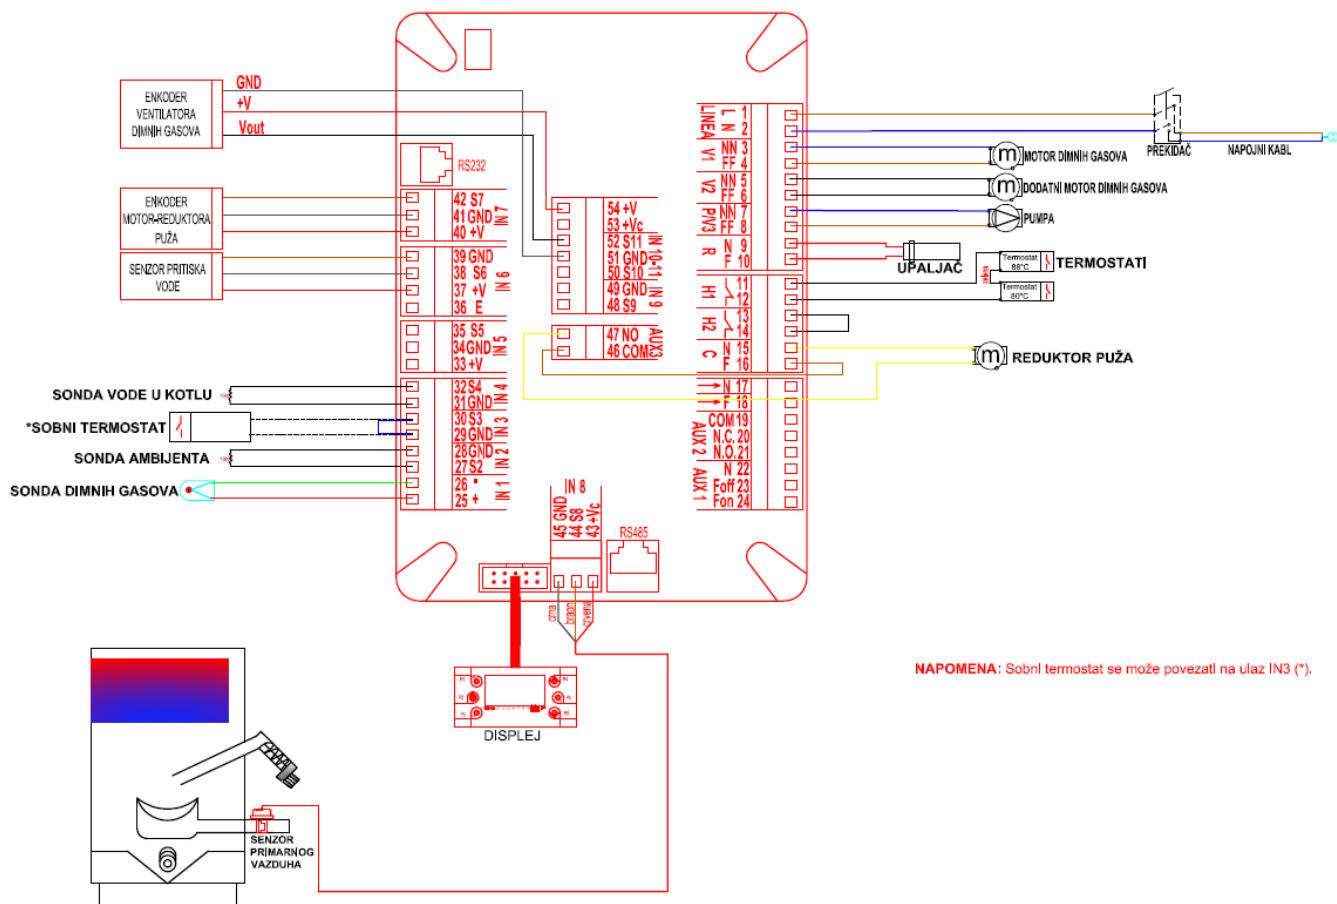 ENKODER
VENTILATORA
DIMNIH GASOVA
GND
+V
Vout
RS232
ENKODER
MOTOR-REDUKTORA
PUŽA
SENZOR PRITISKA
VODE
42 S7
41 GND
40 +V
IN 7
39 GND
38 S6
37 +V
36 E
IN 6
35 S5
34 GND
33 +V
IN 5
32 S4
31 GND
30 S3
29 GND
28 GND
27 S2
26 -
25 +
IN 4
IN 3
IN 2
IN 1
SONDA VODE U KOTLU
*SOBNI TERMOSTAT
SONDA AMBIJENTA
SONDA DIMNIH GASOVA
54 +V
53 +Vc
52 S11
51 GND
50 S10
49 GND
48 S9
IN 10-11
IN 9
47 NO
46 COM
AUX3
IN 8
45 GND
44 S8
43 +Vc
RS485
crna
braon
crvena
LINEA
L 1
N 2
V1
NN 3
FF 4
V2
NN 5
FF 6
P/V3
NN 7
FF 8
R
N 9
F 10
H1
11
12
H2
13
14
C
N 15
F 16
N 17
F 18
AUX 2
COM 19
N.C. 20
N.O. 21
AUX 1
N 22
Foff 23
Fon 24
PREKIDAČ
NAPOJNI KABL
m
MOTOR DIMNIH GASOVA
m
DODATNI MOTOR DIMNIH GASOVA
PUMPA
UPALJAČ
Termostat
88°C
TERMOSTATI
Termostat
80°C
m
REDUKTOR PUŽA
DISPLEJ
NAPOMENA: Sobni termostat se može povezati na ulaz IN3 (*).
SENZOR
PRIMARNOG
VAZDUHA